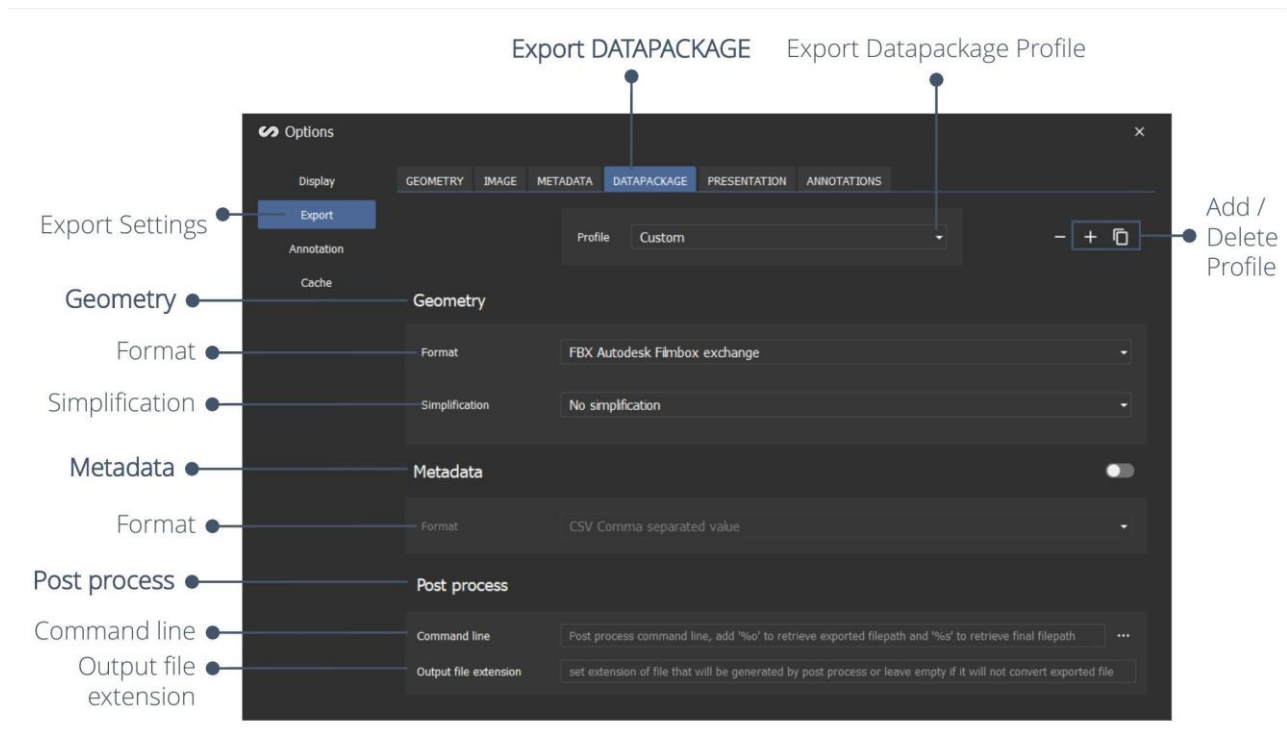 Export DATAPACKAGE
Export Datapackage Profile
Options
Display
GEOMETRY IMAGE METADATA DATAPACKAGE PRESENTATION ANNOTATIONS
Export Settings
Export
Profile Custom
Add /
Delete
Profile
Annotation
Cache
Geometry
Geometry
Format
Format FBX Autodesk Filmbox exchange
Simplification
Simplification No simplification
Metadata
Metadata
Format
Format CSV Comma separated value
Post process
Post process
Command line
Command line Post process command line, add '%o' to retrieve exported filepath and '%s' to retrieve final filepath
Output file
extension
Output file extension set extension of file that will be generated by post process or leave empty if it will not convert exported file